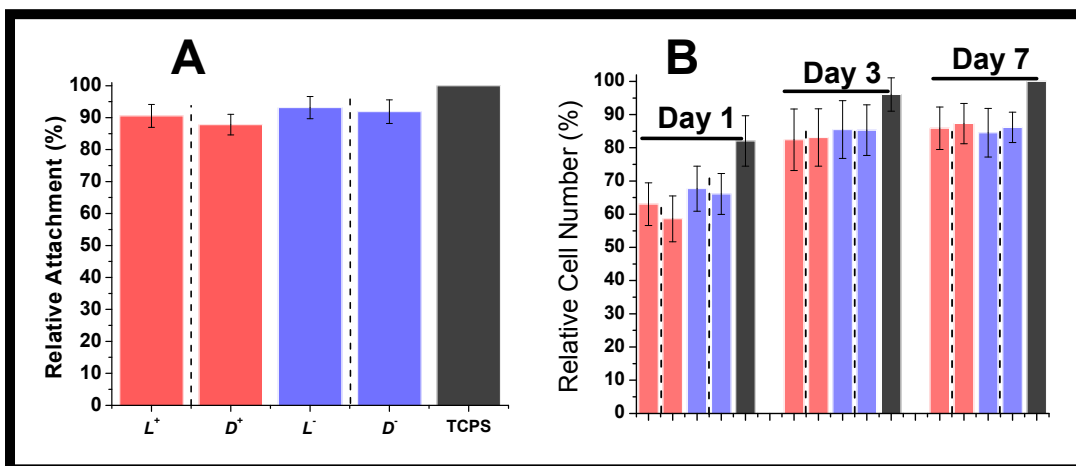 A
Relative Attachment (%)
100
90
80
70
60
50
40
30
20
10
0
L⁺
D⁺
L⁻
D⁻
TCPS
B
Day 1
Day 3
Day 7
Relative Cell Number (%)
100
90
80
70
60
50
40
30
20
10
0